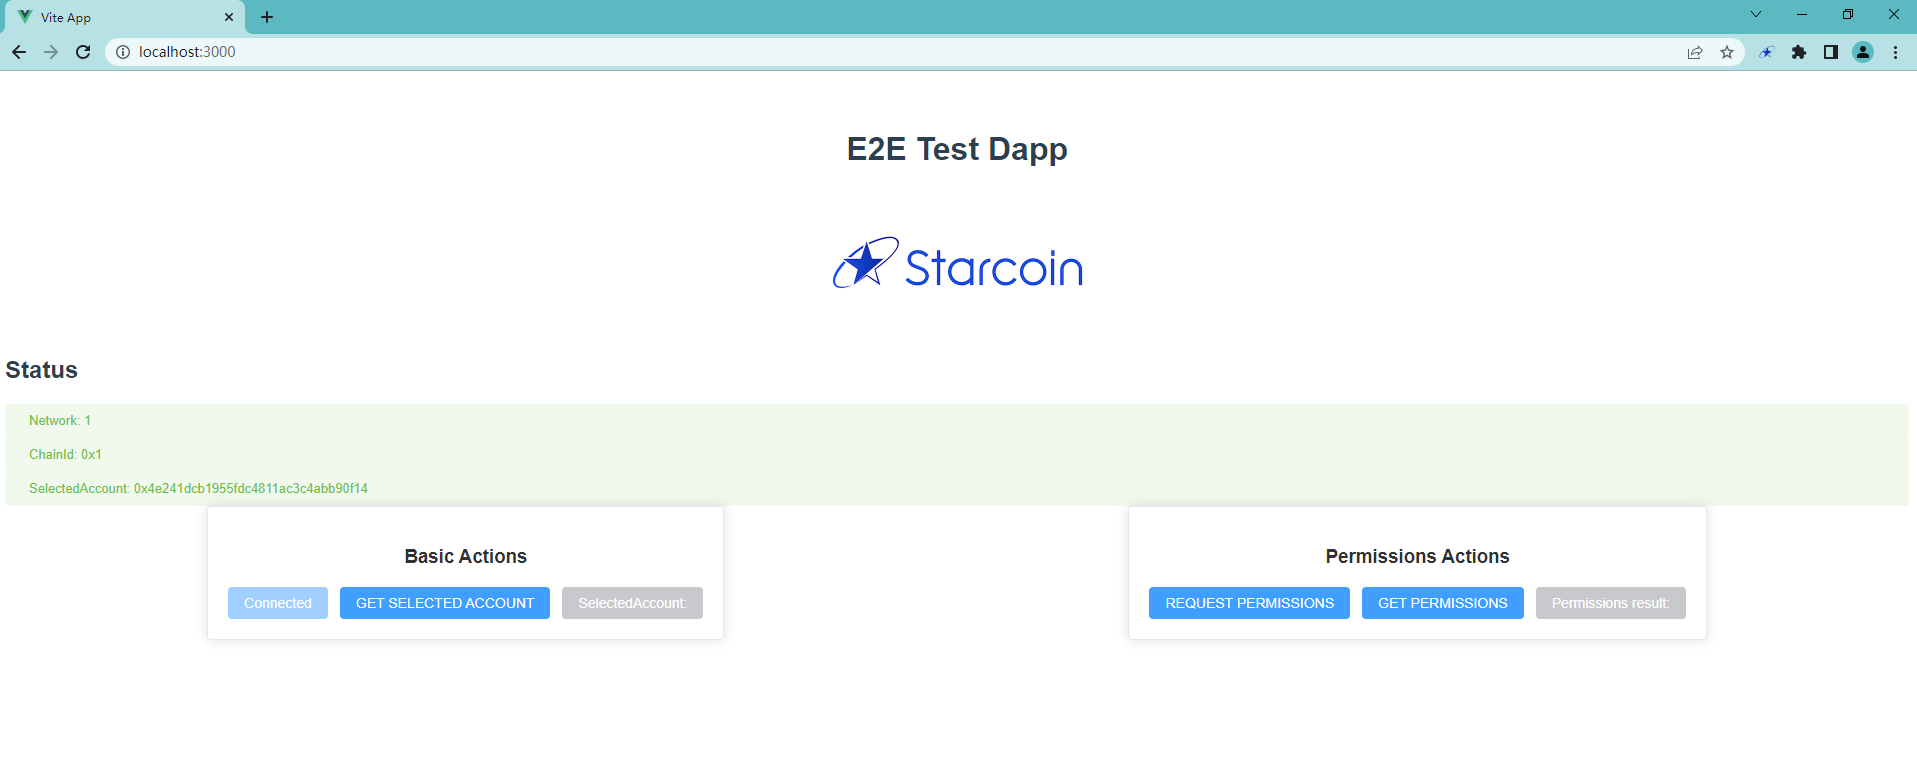 Vite App
localhost:3000
E2E Test Dapp
Starcoin
Status
Network: 1
ChainId: 0x1
SelectedAccount: 0x4e241dcb1955fdc4811ac3c4abb90f14
Basic Actions
Connected GET SELECTED ACCOUNT SelectedAccount:
Permissions Actions
REQUEST PERMISSIONS GET PERMISSIONS Permissions result: